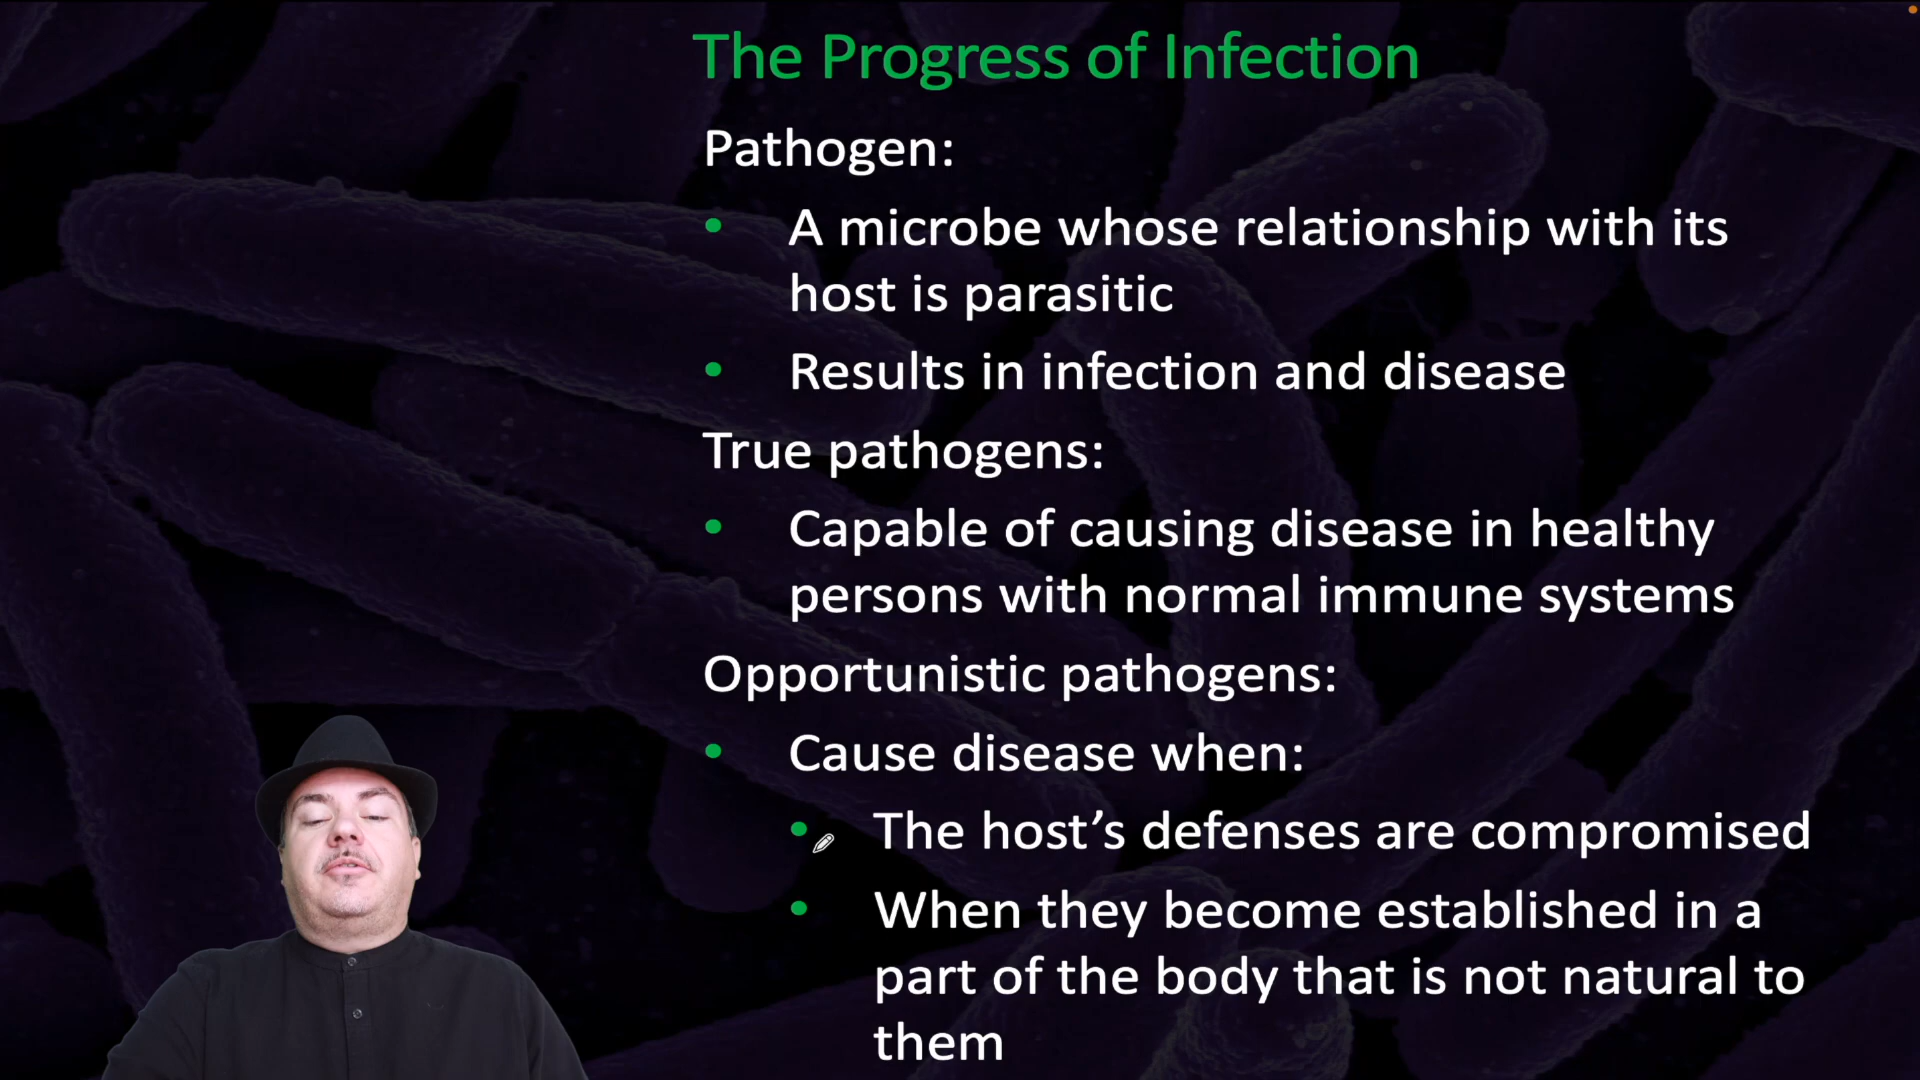 The Progress of Infection
Pathogen:
• A microbe whose relationship with its
host is parasitic
• Results in infection and disease
True pathogens:
• Capable of causing disease in healthy
persons with normal immune systems
Opportunistic pathogens:
• Cause disease when:
• The host’s defenses are compromised
• When they become established in a
part of the body that is not natural to
them